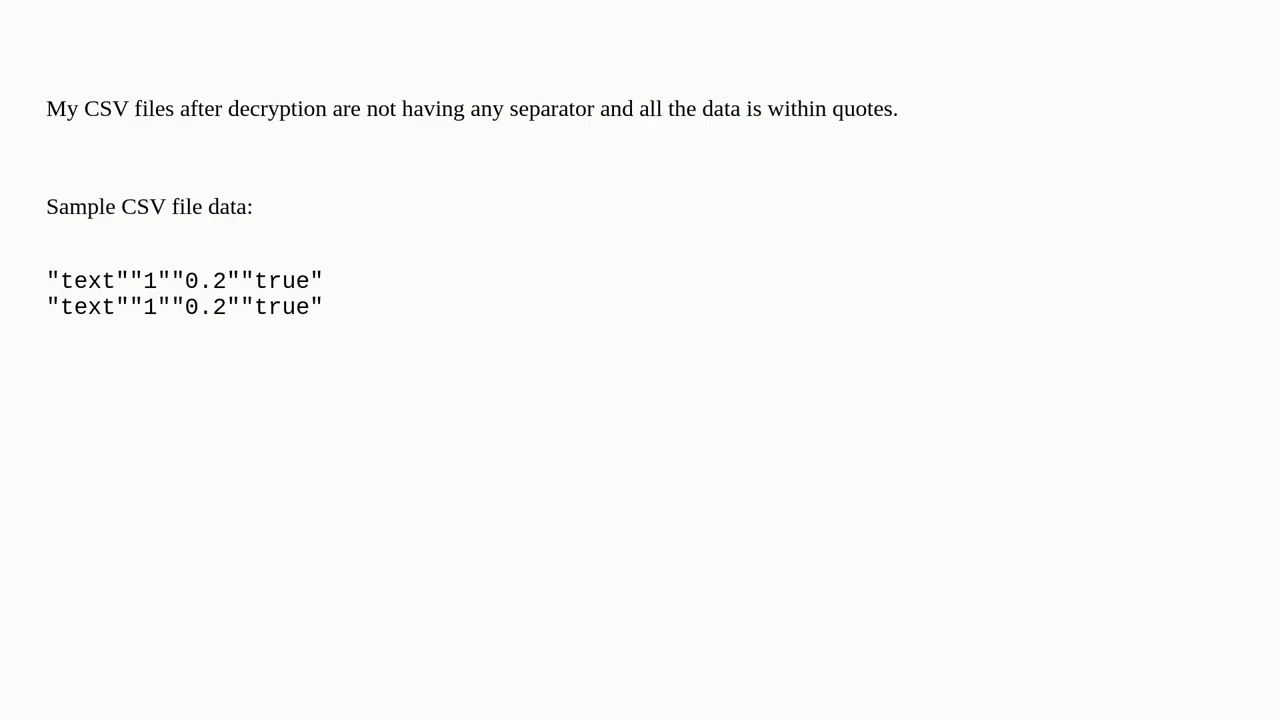 My CSV files after decryption are not having any separator and all the data is within quotes.
Sample CSV file data:
"text""1""0.2""true"
"text""1""0.2""true"